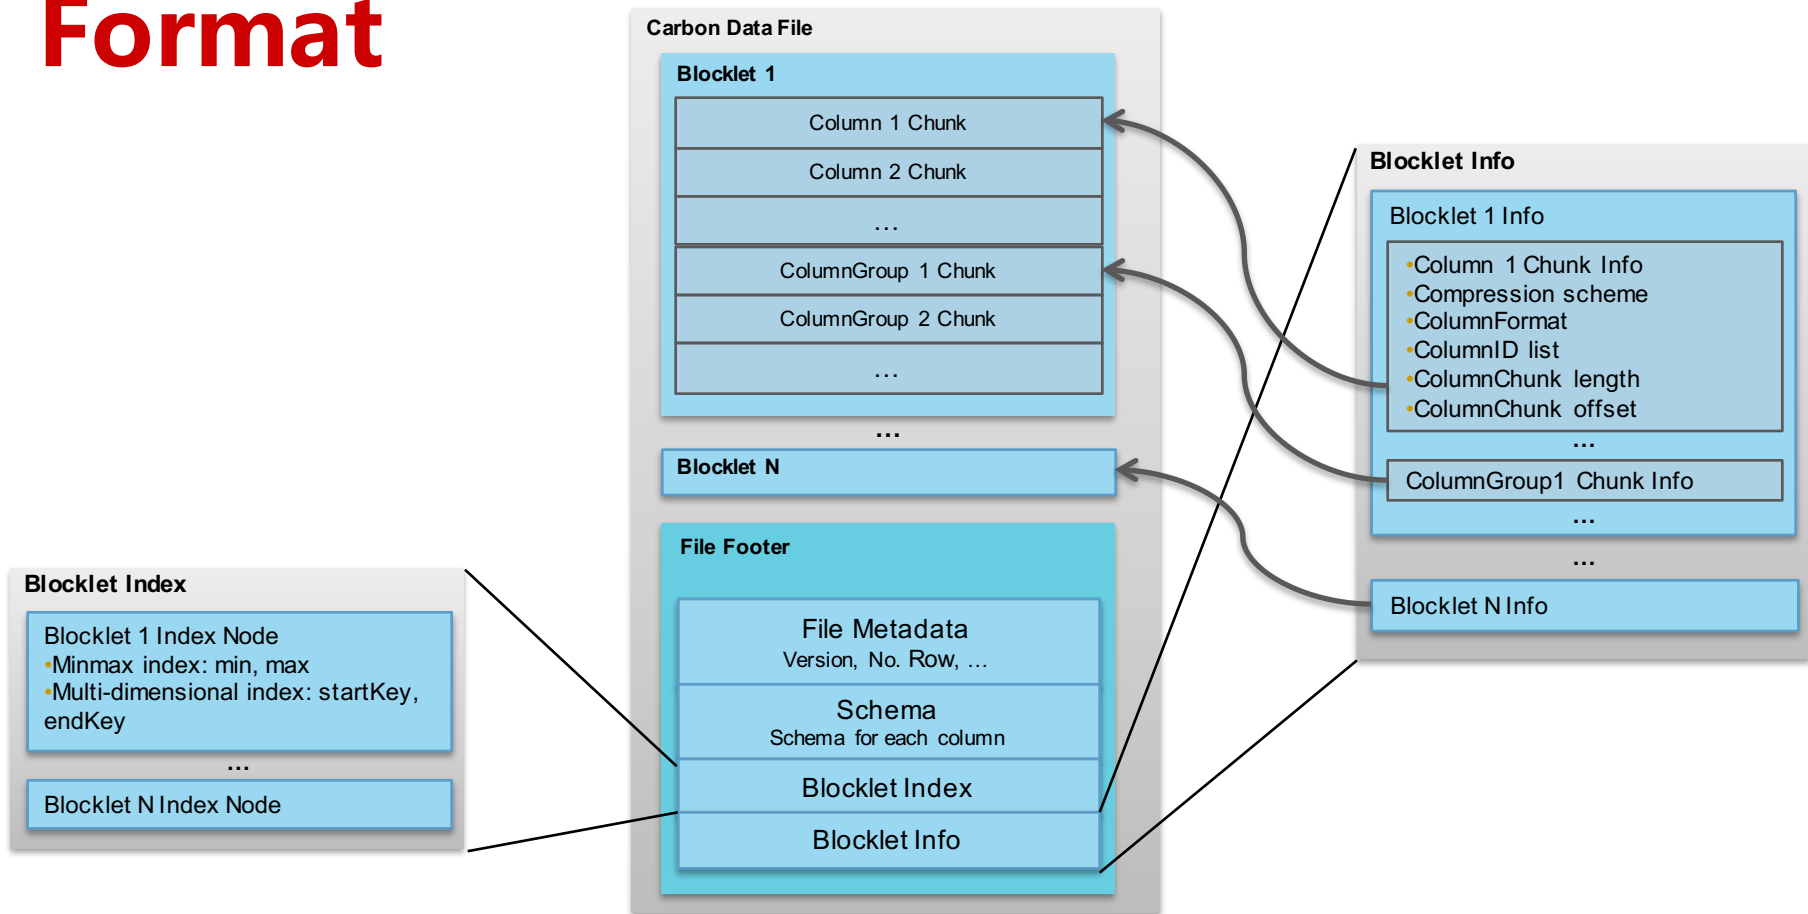 Format
Carbon Data File
Blocklet 1
Column 1 Chunk
Column 2 Chunk
...
ColumnGroup 1 Chunk
ColumnGroup 2 Chunk
...
...
Blocklet N
File Footer
File Metadata
Version, No. Row, ...
Schema
Schema for each column
Blocklet Index
Blocklet Info
Blocklet Index
Blocklet 1 Index Node
•Minmax index: min, max
•Multi-dimensional index: startKey,
endKey
...
Blocklet N Index Node
Blocklet Info
Blocklet 1 Info
•Column 1 Chunk Info
•Compression scheme
•ColumnFormat
•ColumnID list
•ColumnChunk length
•ColumnChunk offset
...
ColumnGroup1 Chunk Info
...
...
Blocklet N Info